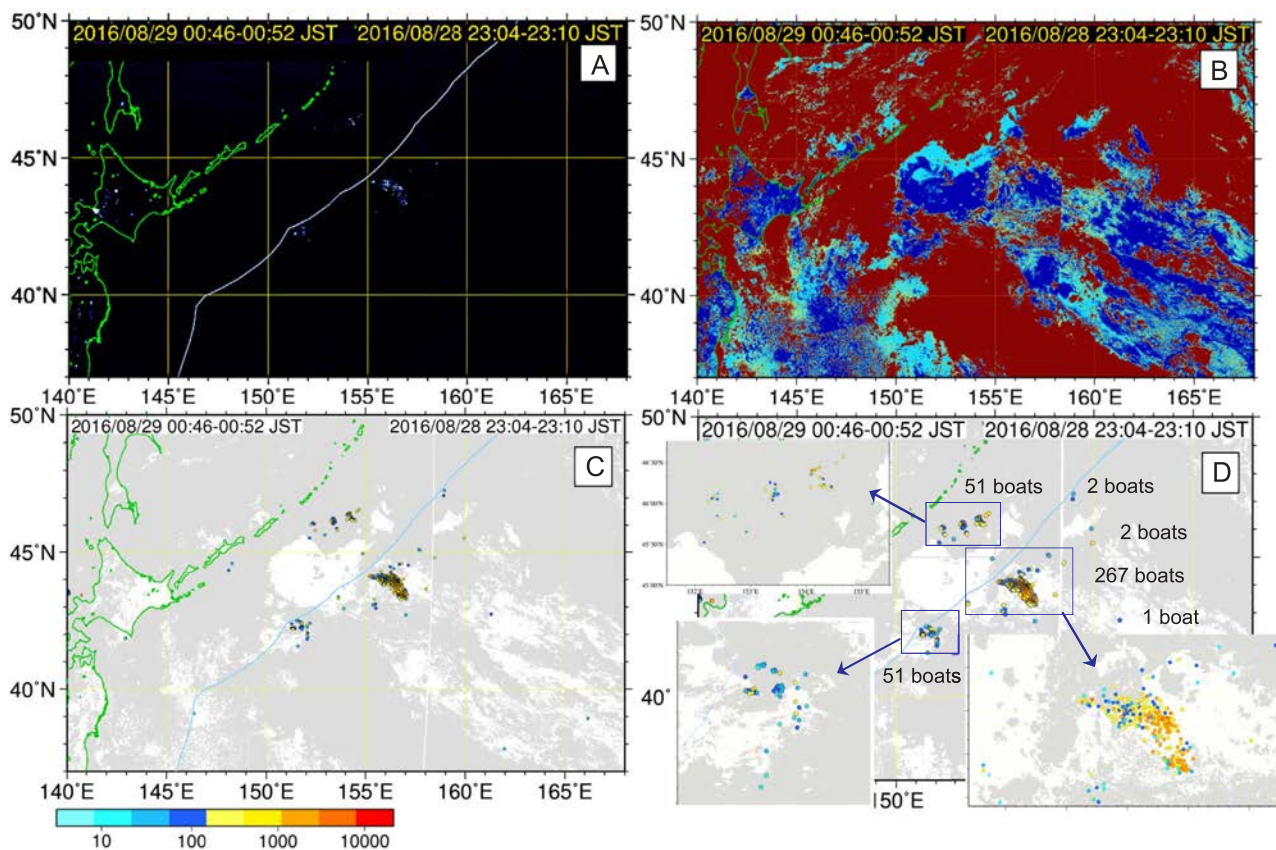 2016/08/29 00:46-00:52 JST 2016/08/28 23:04-23:10 JST
A
50°N
45°N
40°N
140°E 145°E 150°E 155°E 160°E 165°E
2016/08/29 00:46-00:52 JST 2016/08/28 23:04-23:10 JST
B
50°N
45°N
40°N
140°E 145°E 150°E 155°E 160°E 165°E
2016/08/29 00:46-00:52 JST 2016/08/28 23:04-23:10 JST
C
50°N
45°N
40°N
140°E 145°E 150°E 155°E 160°E 165°E
10 100 1000 10000
2016/08/29 00:46-00:52 JST 2016/08/28 23:04-23:10 JST
D
50°N
51 boats 2 boats
2 boats
267 boats
1 boat
51 boats
40°
150°E